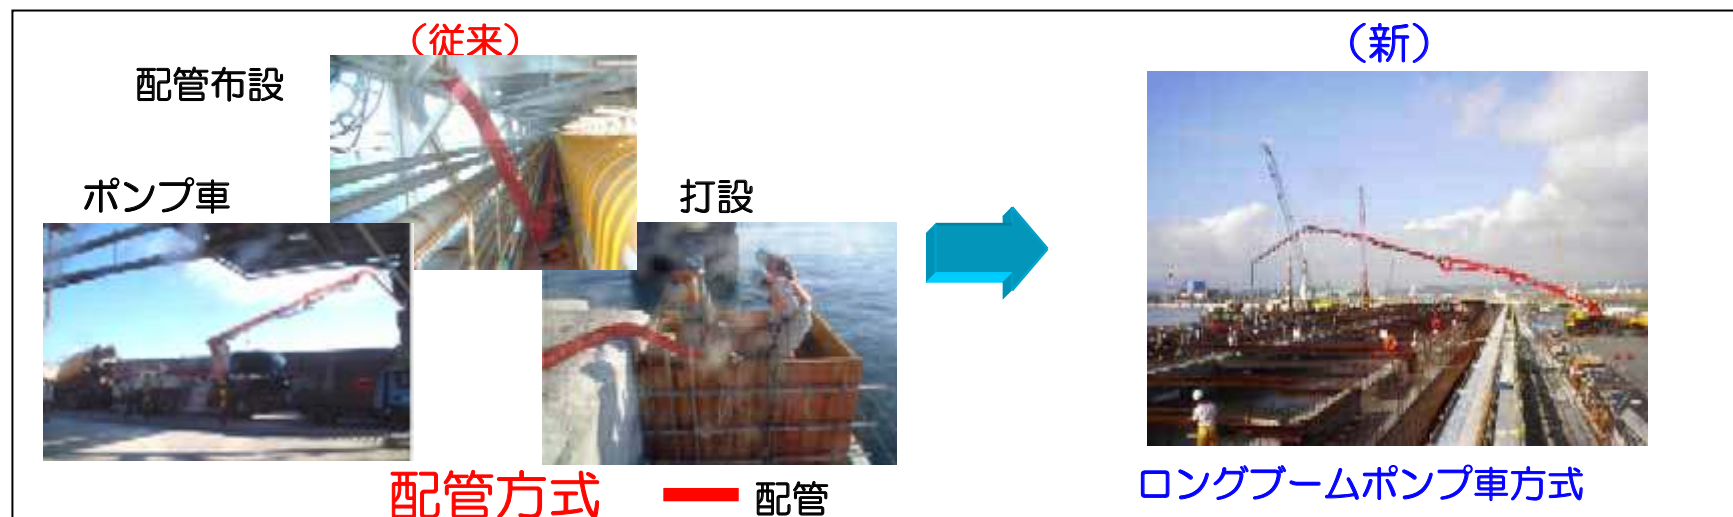 （従来）
配管布設
ポンプ車
打設
配管方式
配管
（新）
ロングブームポンプ車方式